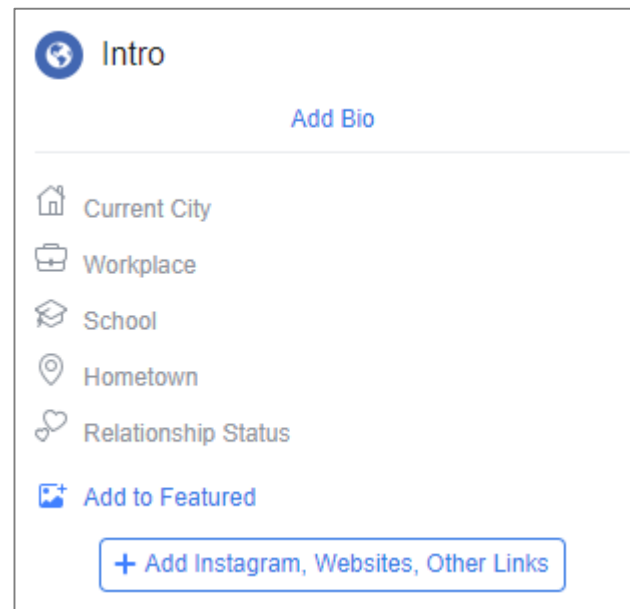 Intro
Add Bio
Current City
Workplace
School
Hometown
Relationship Status
Add to Featured
+ Add Instagram, Websites, Other Links